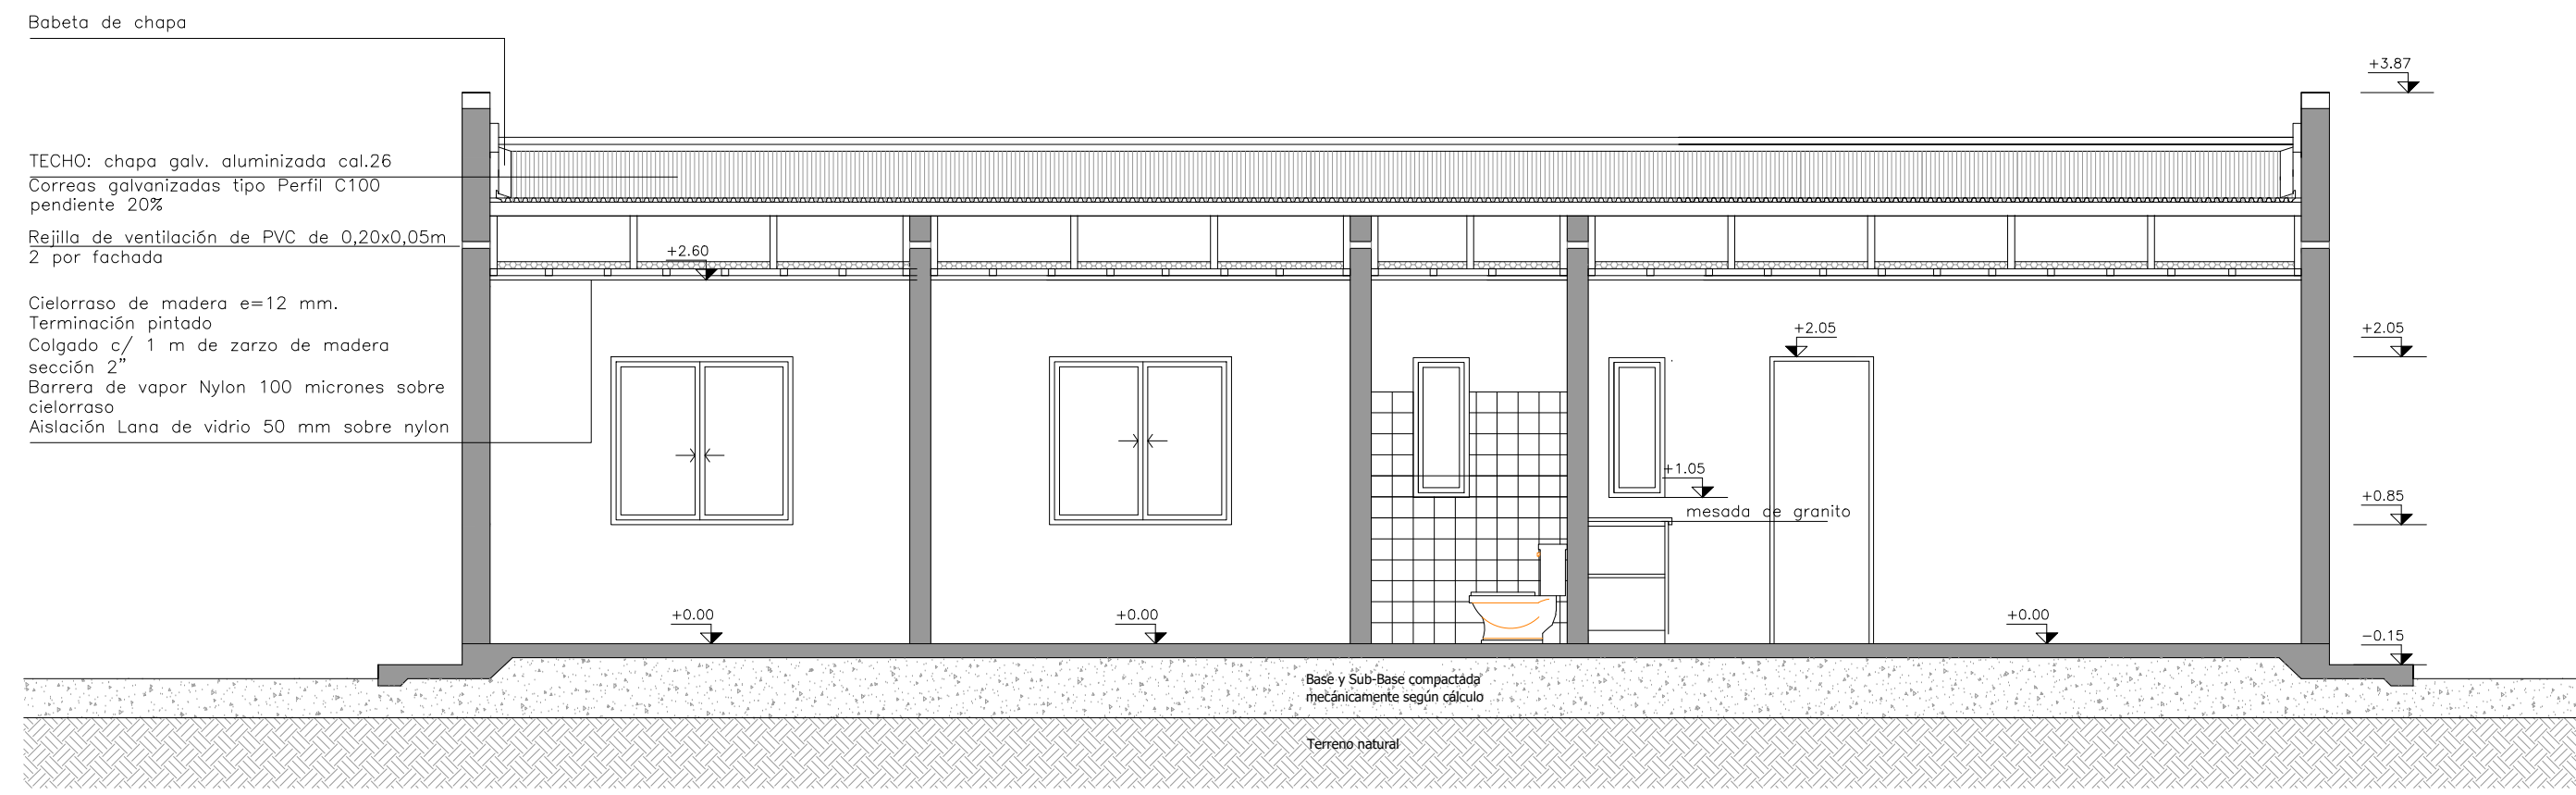 Babeta de chapa
+3.87
TECHO: chapa galv. aluminizada cal.26
Correas galvanizadas tipo Perfil C100
pendiente 20%
Rejilla de ventilación de PVC de 0,20x0,05m
2 por fachada
+2.60
Cielorraso de madera e=12 mm.
Terminación pintado
Colgado c/ 1 m de zarzo de madera
sección 2"
Barrera de vapor Nylon 100 micrones sobre
cielorraso
Aislación Lana de vidrio 50 mm sobre nylon
+2.05
+2.05
+1.05
mesada de granito
+0.85
+0.00
+0.00
+0.00
-0.15
Base y Sub-Base compactada
mecánicamente según cálculo
Terreno natural